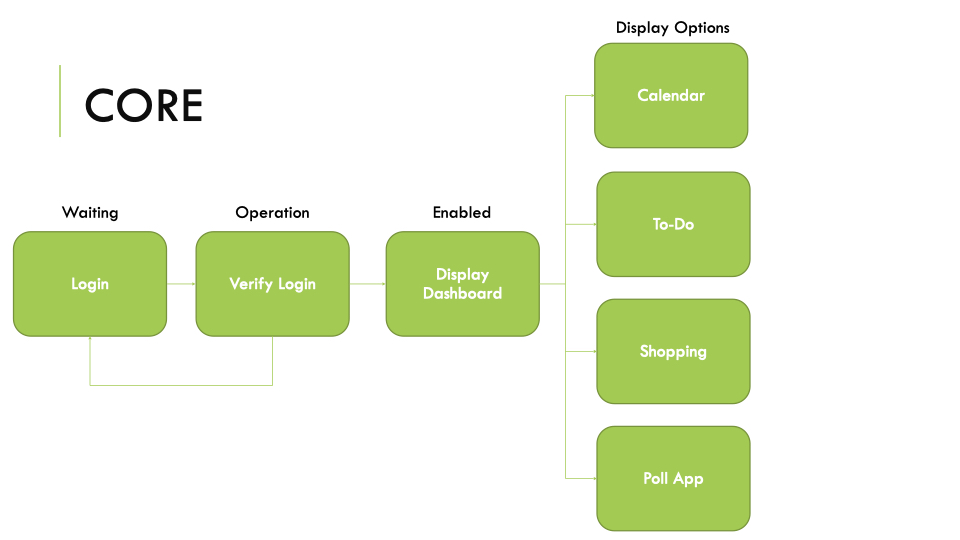 CORE
Waiting
Login
Operation
Verify Login
Enabled
Display
Dashboard
Display Options
Calendar
To-Do
Shopping
Poll App